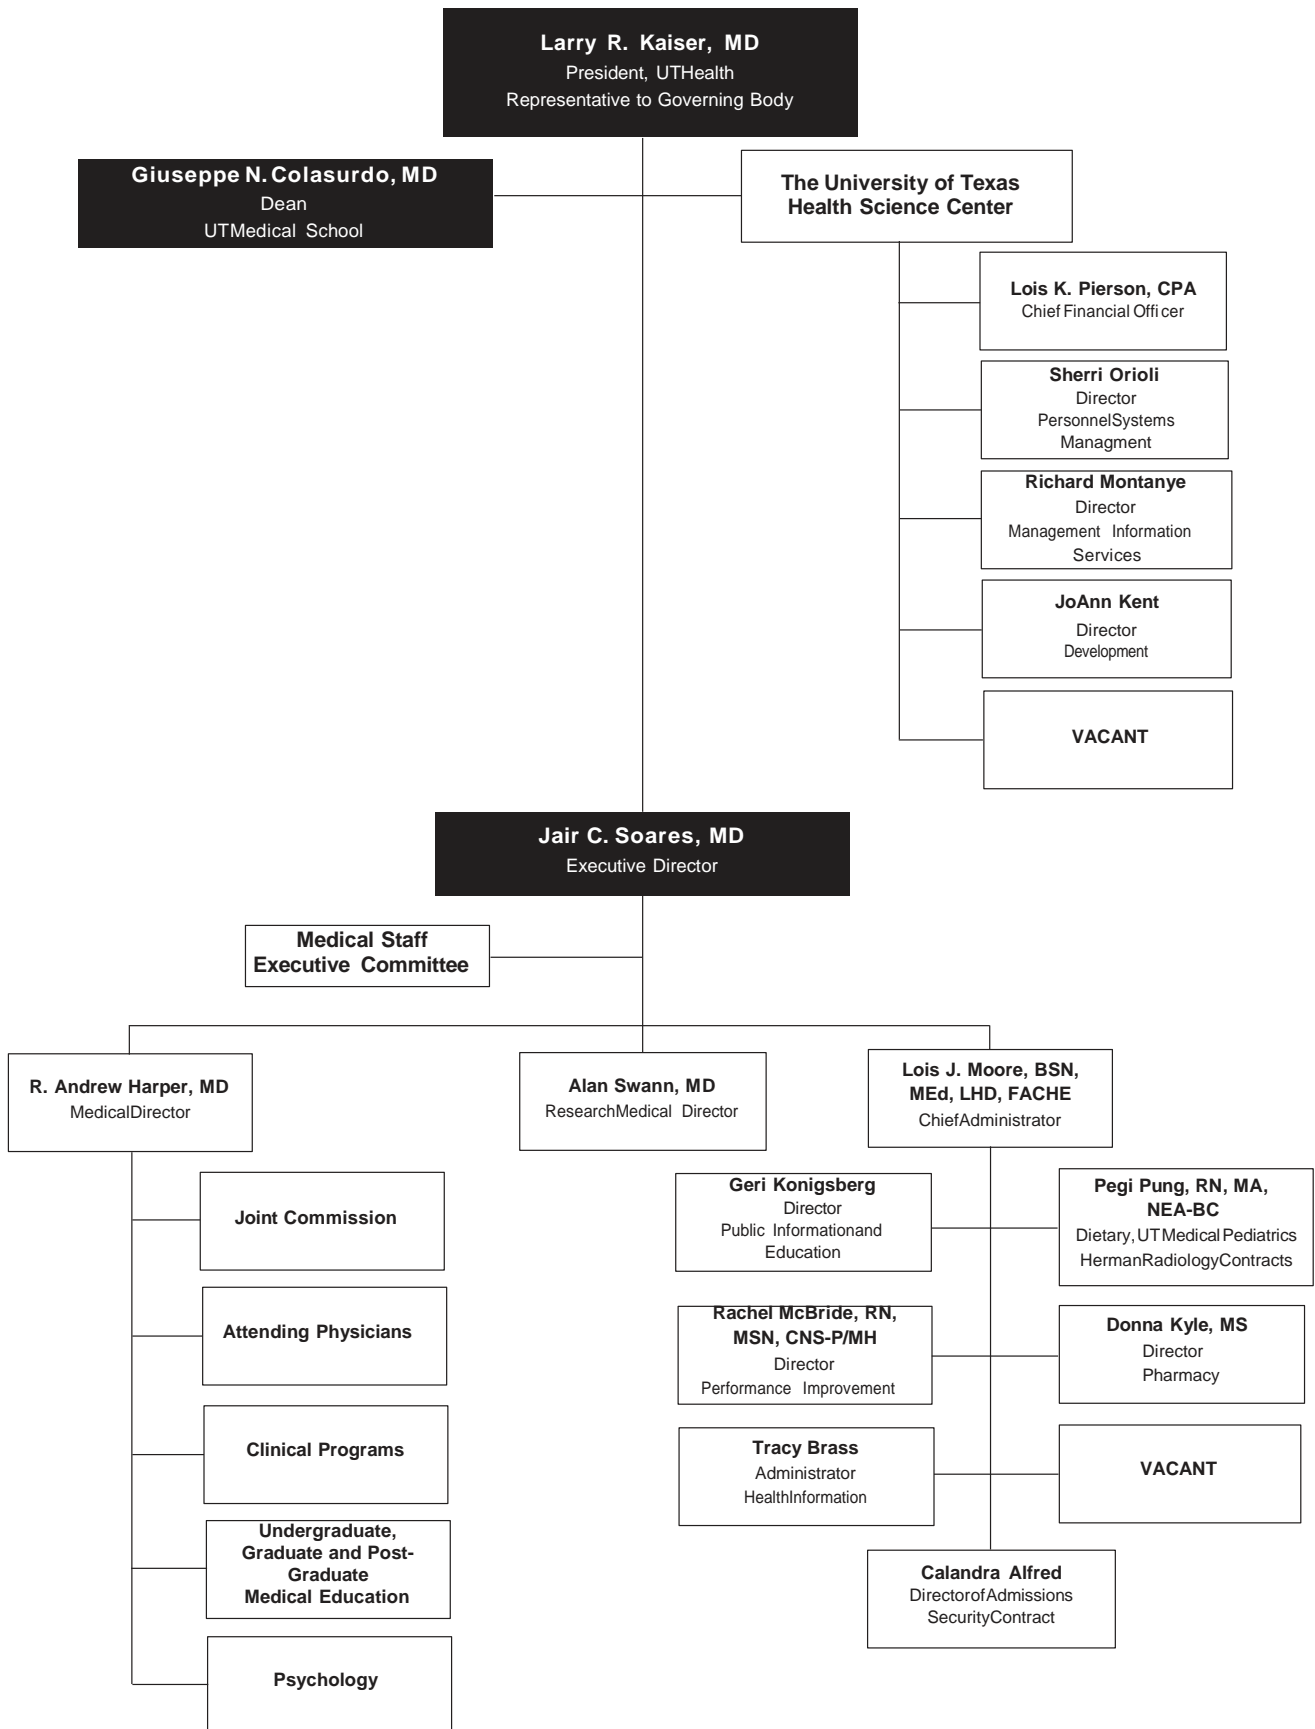 Larry R. Kaiser, MD
President, UTHealth
Representative to Governing Body
Giuseppe N. Colasurdo, MD
Dean
UTMedical School
The University of Texas
Health Science Center
Lois K. Pierson, CPA
Chief Financial Officer
Sherri Orioli
Director
PersonnelSystems
Managment
Richard Montanye
Director
Management Information
Services
JoAnn Kent
Director
Development
VACANT
Jair C. Soares, MD
Executive Director
Medical Staff
Executive Committee
R. Andrew Harper, MD
MedicalDirector
Alan Swann, MD
ResearchMedical Director
Lois J. Moore, BSN,
MEd, LHD, FACHE
ChiefAdministrator
Joint Commission
Attending Physicians
Clinical Programs
Undergraduate,
Graduate and Post-
Graduate
Medical Education
Psychology
Geri Konigsberg
Director
Public Informationand
Education
Pegi Pung, RN, MA,
NEA-BC
Dietary, UTMedical Pediatrics
HermanRadiologyContracts
Rachel McBride, RN,
MSN, CNS-P/MH
Director
Performance Improvement
Donna Kyle, MS
Director
Pharmacy
Tracy Brass
Administrator
HealthInformation
VACANT
Calandra Alfred
DirectorofAdmissions
SecurityContract